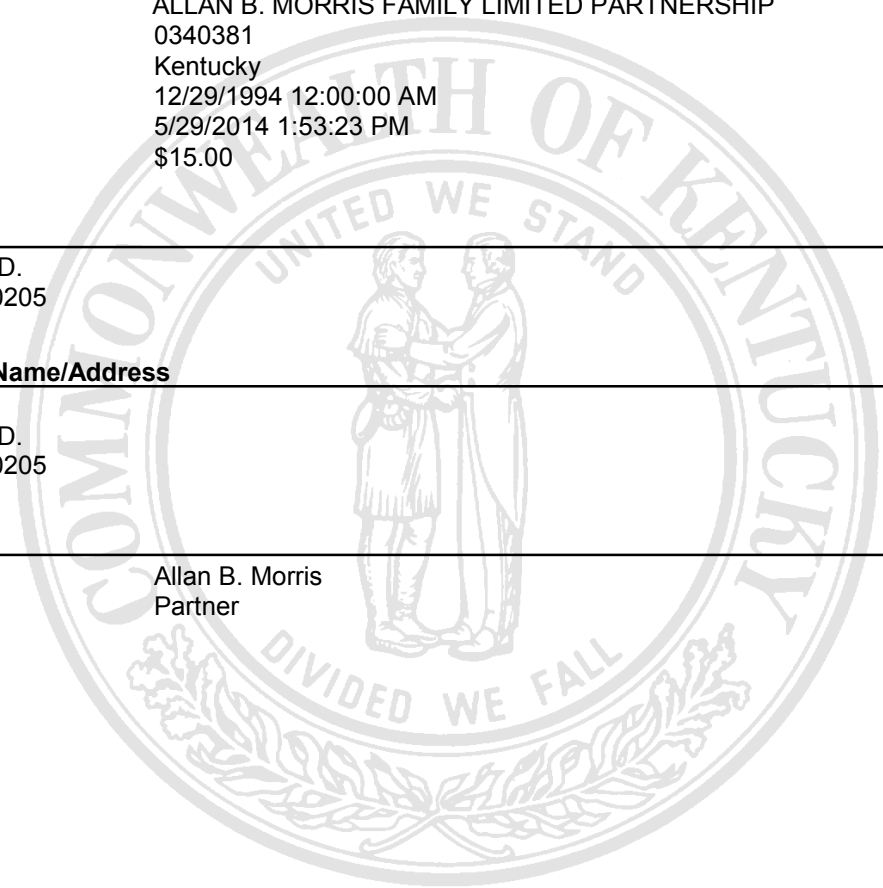 ALLAN B. MORRIS FAMILY LIMITED PARTNERSHIP
0340381
Kentucky
12/29/1994 12:00:00 AM
5/29/2014 1:53:23 PM
$15.00
COMMONWEALTH OF KENTUCKY
UNITED WE STAND
D.
0205
Name/Address
D.
0205
Allan B. Morris
Partner
DIVIDED WE FALL